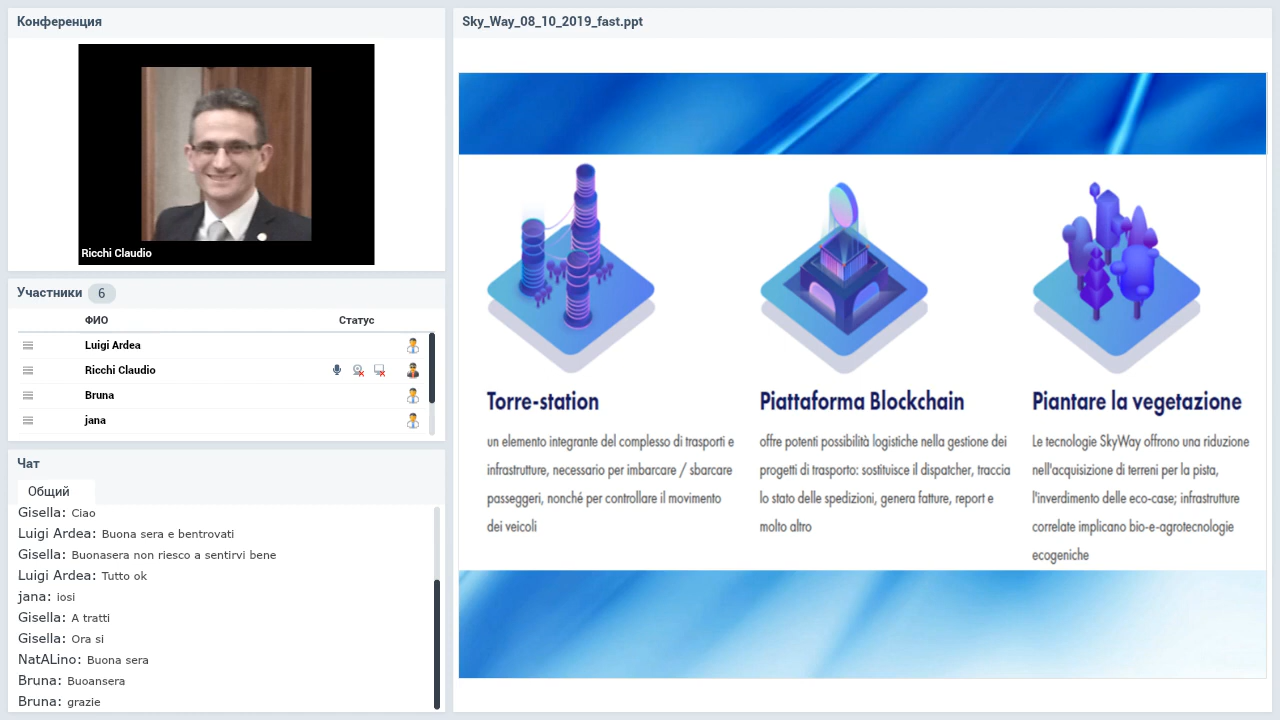 Конференция
Ricchi Claudio
Участники 6
ФИО Статус
Luigi Ardea
Ricchi Claudio
Bruna
jana
Чат
Общий
Gisella: Ciao
Luigi Ardea: Buona sera e bentrovati
Gisella: Buonasera non riesco a sentirvi bene
Luigi Ardea: Tutto ok
jana: iosi
Gisella: A tratti
Gisella: Ora si
NatALino: Buona sera
Bruna: Buoansera
Bruna: grazie
Sky_Way_08_10_2019_fast.ppt
Torre-station
un elemento integrante del complesso di trasporti e
infrastrutture, necessario per imbarcare / sbarcare
passeggeri, nonché per controllare il movimento
dei veicoli
Piattaforma Blockchain
offre potenti possibilità logistiche nella gestione dei
progetti di trasporto: sostituisce il dispatcher, traccia
lo stato delle spedizioni, genera fatture, report e
molto altro
Piantare la vegetazione
Le tecnologie SkyWay offrono una riduzione
nell'acquisizione di terreni per la pista,
l'inverdimento delle eco-case; infrastrutture
correlate implicano bio-e-agrotecnologie
ecogeniche